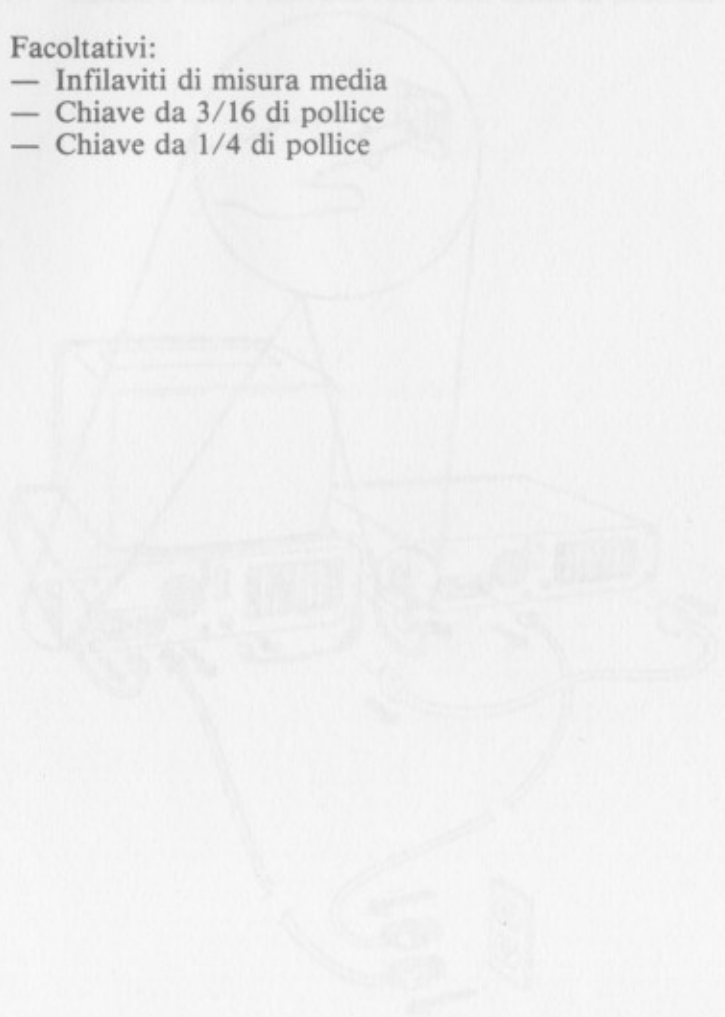 Facoltativi:
— Infilaviti di misura media
— Chiave da 3/16 di pollice
— Chiave da 1/4 di pollice